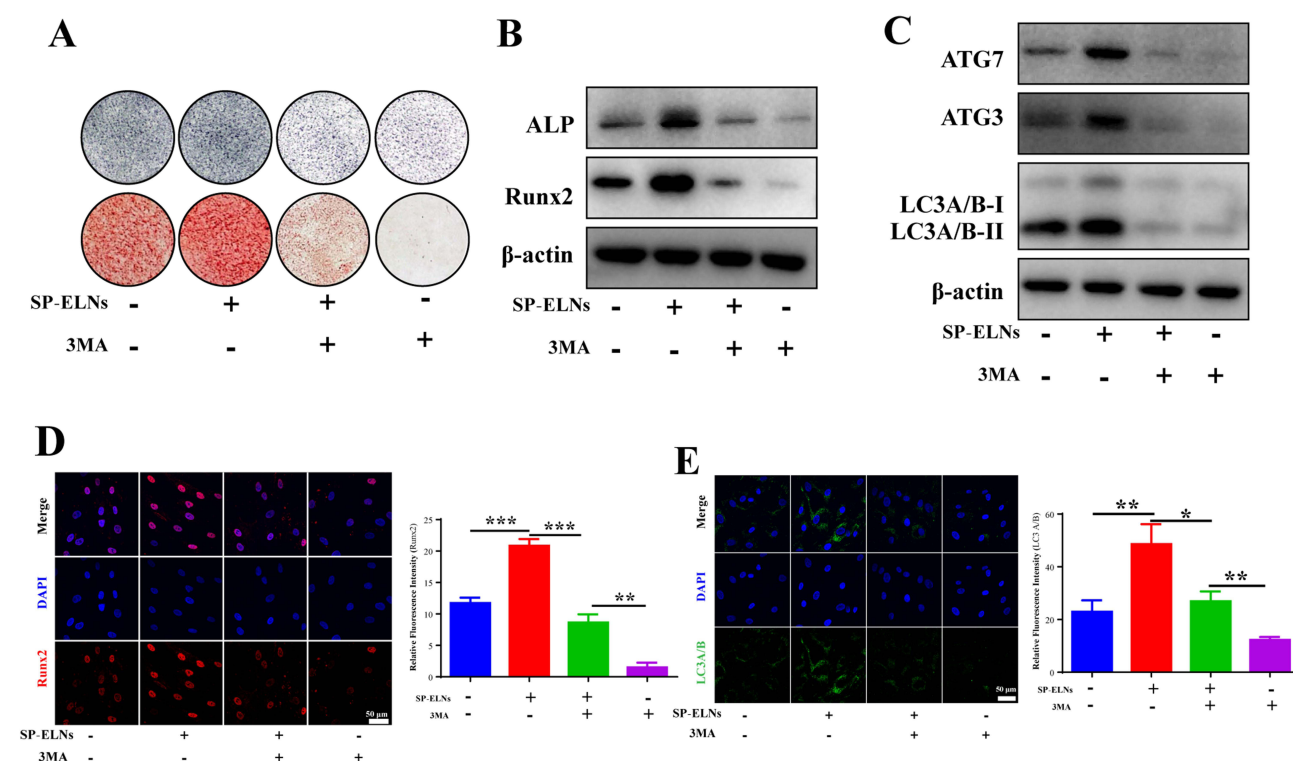 A
SP-ELNs - + + -
3MA - - + +
B
ALP
Runx2
β-actin
SP-ELNs - + + -
3MA - - + +
C
ATG7
ATG3
LC3A/B-I
LC3A/B-II
β-actin
SP-ELNs - + + -
3MA - - + +
D
Merge
DAPI
Runx2
50 μm
SP-ELNs - + + -
3MA - - + +
Relative Fluorescence Intensity (Runx2)
25
20
15
10
5
0
*** ***
**
SP-ELNs - + + -
3MA - - + +
E
Merge
DAPI
LC3A/B
50 μm
SP-ELNs - + + -
3MA - - + +
Relative Fluorescence Intensity (LC3 A/B)
60
40
20
0
** *
**
SP-ELNs - + + -
3MA - - + +